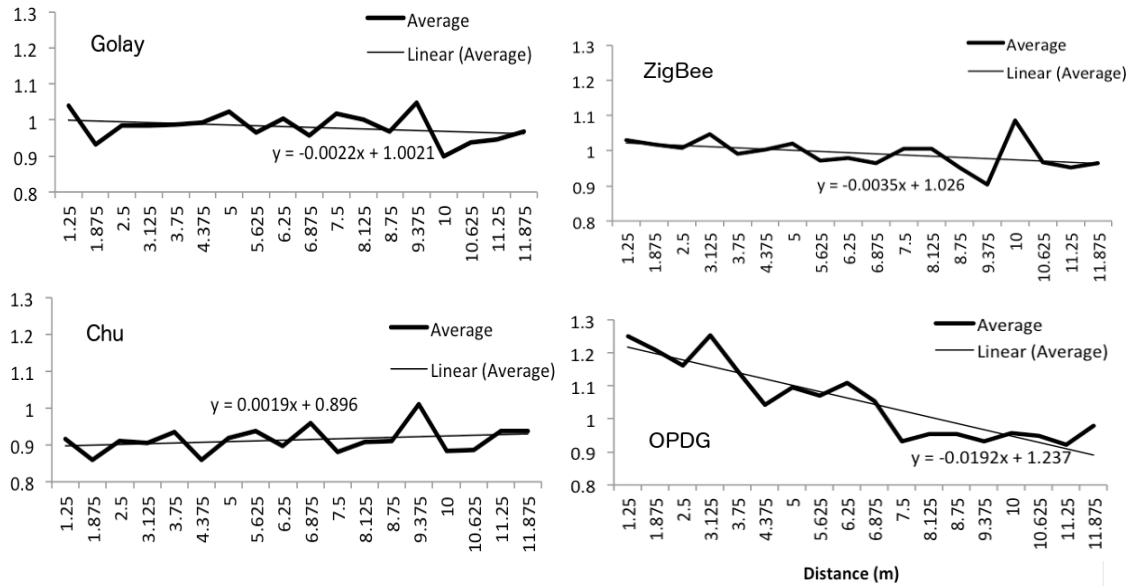 Golay
Average
Linear (Average)
1.3
1.2
1.1
1
0.9
0.8
y = -0.0022x + 1.0021
1.25 1.875 2.5 3.125 3.75 4.375 5 5.625 6.25 6.875 7.5 8.125 8.75 9.375 10 10.625 11.25 11.875
ZigBee
Average
Linear (Average)
1.3
1.2
1.1
1
0.9
0.8
y = -0.0035x + 1.026
1.25 1.875 2.5 3.125 3.75 4.375 5 5.625 6.25 6.875 7.5 8.125 8.75 9.375 10 10.625 11.25 11.875
Chu
Average
Linear (Average)
1.3
1.2
1.1
1
0.9
0.8
y = 0.0019x + 0.896
1.25 1.875 2.5 3.125 3.75 4.375 5 5.625 6.25 6.875 7.5 8.125 8.75 9.375 10 10.625 11.25 11.875
Average
Linear (Average)
1.3
1.2
1.1
1
0.9
0.8
OPDG
y = -0.0192x + 1.237
1.25 1.875 2.5 3.125 3.75 4.375 5 5.625 6.25 6.875 7.5 8.125 8.75 9.375 10 10.625 11.25 11.875
Distance (m)